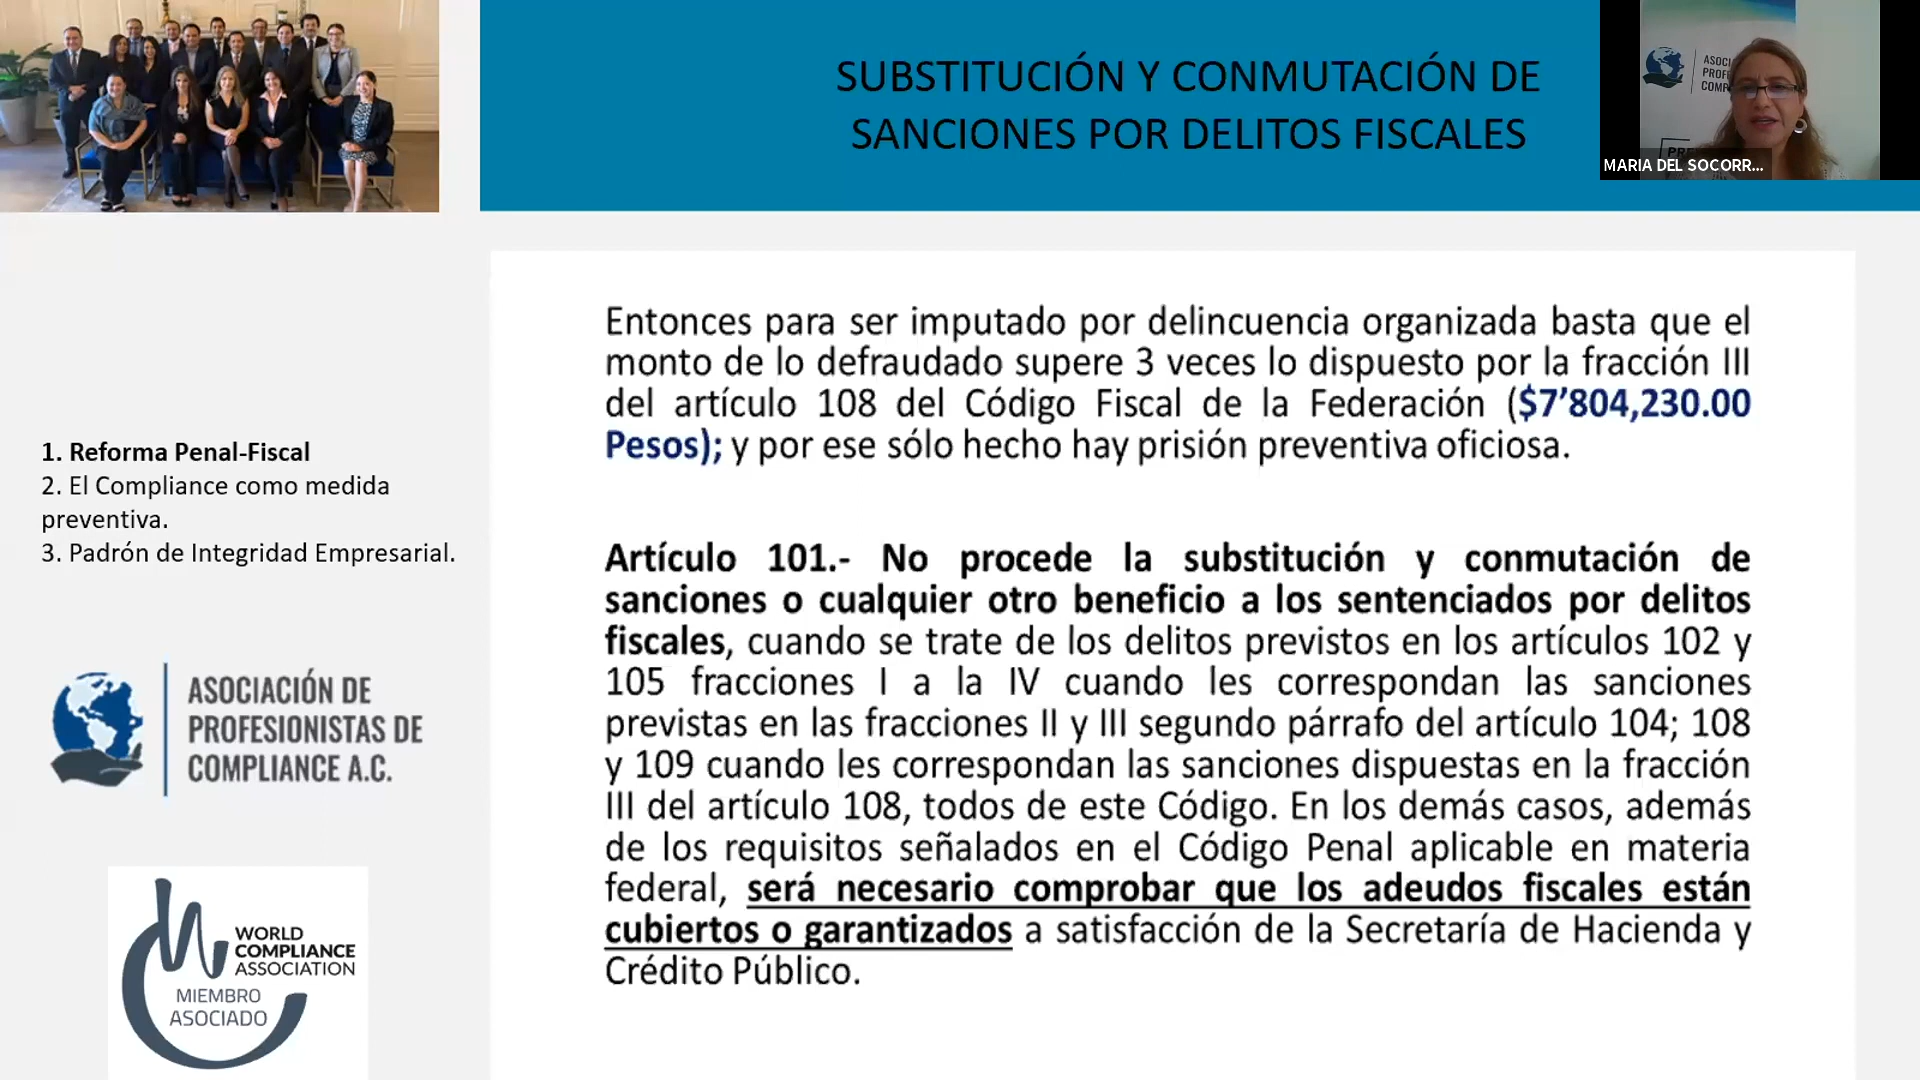 SUBSTITUCIÓN Y CONMUTACIÓN DE
SANCIONES POR DELITOS FISCALES
MARIA DEL SOCORR...
Entonces para ser imputado por delincuencia organizada basta que el
monto de lo defraudado supere 3 veces lo dispuesto por la fracción III
del artículo 108 del Código Fiscal de la Federación ($7’804,230.00
Pesos); y por ese sólo hecho hay prisión preventiva oficiosa.
Artículo 101.- No procede la substitución y conmutación de
sanciones o cualquier otro beneficio a los sentenciados por delitos
fiscales, cuando se trate de los delitos previstos en los artículos 102 y
105 fracciones I a la IV cuando les correspondan las sanciones
previstas en las fracciones II y III segundo párrafo del artículo 104; 108
y 109 cuando les correspondan las sanciones dispuestas en la fracción
III del artículo 108, todos de este Código. En los demás casos, además
de los requisitos señalados en el Código Penal aplicable en materia
federal, será necesario comprobar que los adeudos fiscales están
cubiertos o garantizados a satisfacción de la Secretaría de Hacienda y
Crédito Público.
1. Reforma Penal-Fiscal
2. El Compliance como medida
preventiva.
3. Padrón de Integridad Empresarial.
ASOCIACIÓN DE
PROFESIONISTAS DE
COMPLIANCE A.C.
WORLD
COMPLIANCE
ASSOCIATION
MIEMBRO
ASOCIADO